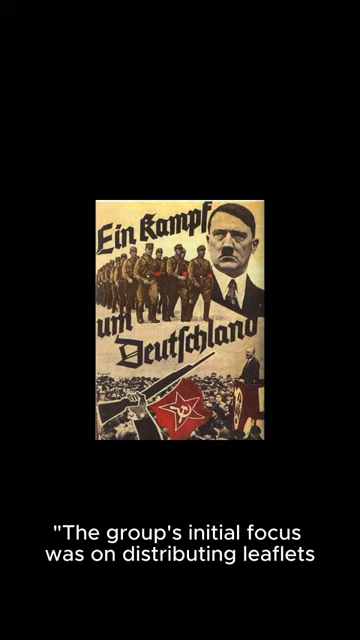 Ein Kampf
um
Deutschland
"The group's initial focus
was on distributing leaflets